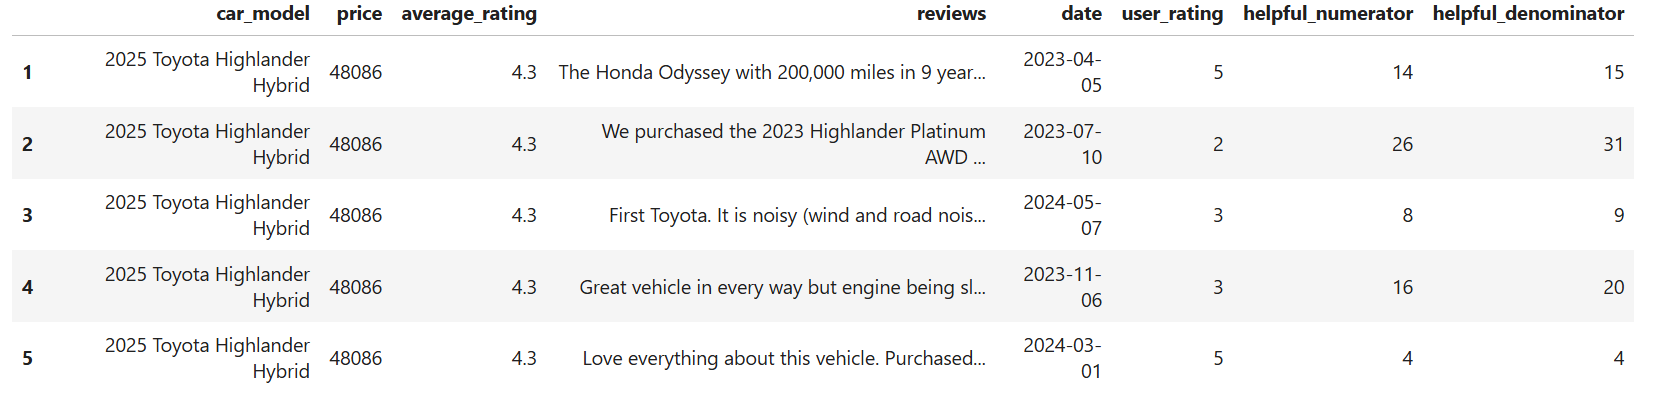 car_model price average_rating reviews date user_rating helpful_numerator helpful_denominator
1 2025 Toyota Highlander Hybrid 48086 4.3 The Honda Odyssey with 200,000 miles in 9 year... 2023-04-05 5 14 15
2 2025 Toyota Highlander Hybrid 48086 4.3 We purchased the 2023 Highlander Platinum AWD ... 2023-07-10 2 26 31
3 2025 Toyota Highlander Hybrid 48086 4.3 First Toyota. It is noisy (wind and road nois... 2024-05-07 3 8 9
4 2025 Toyota Highlander Hybrid 48086 4.3 Great vehicle in every way but engine being sl... 2023-11-06 3 16 20
5 2025 Toyota Highlander Hybrid 48086 4.3 Love everything about this vehicle. Purchased... 2024-03-01 5 4 4